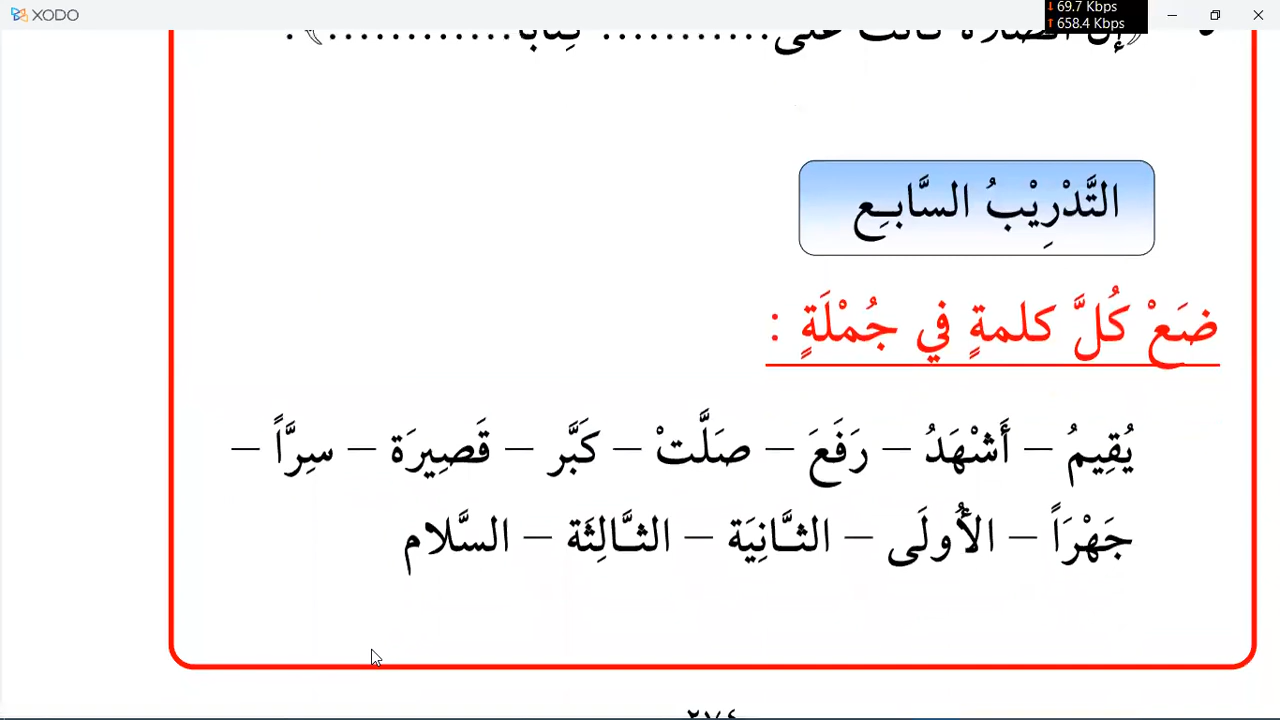 XODO
69.7 Kbps
658.4 Kbps
التَّدْرِيْبُ السَّابِع
ضَعْ كُلَّ كلمةٍ في جُمْلَةٍ :
يُقِيمُ – أَشْهَدُ – رَفَعَ – صَلَّتْ – كَبَّر – قَصِيرَة – سِرَّاً –
جَهْرَاً – الأُولَى – الثَّانِيَة – الثَّالِثَة – السَّلام